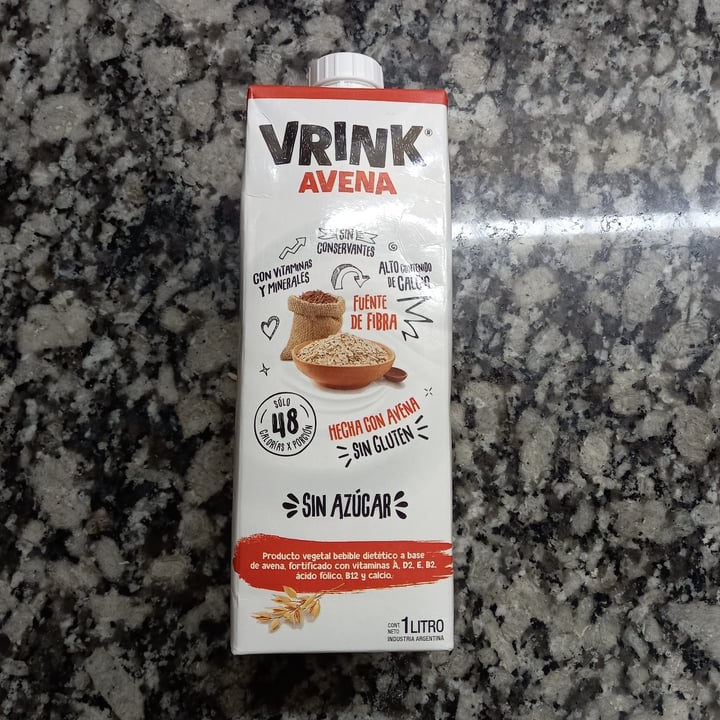 VRINK®
AVENA
SIN
CONSERVANTES
CON VITAMINAS
Y MINERALES
ALTO CONTENIDO
DE CALCIO
FUENTE
DE FIBRA
SÓLO
48
CALORÍAS X PORCIÓN
HECHA CON AVENA
SIN GLUTEN
SIN AZÚCAR
Producto vegetal bebible dietético a base
de avena, fortificado con vitaminas A, D2, E, B2,
ácido fólico, B12 y calcio.
CONT.
NETO
1 LITRO
INDUSTRIA ARGENTINA